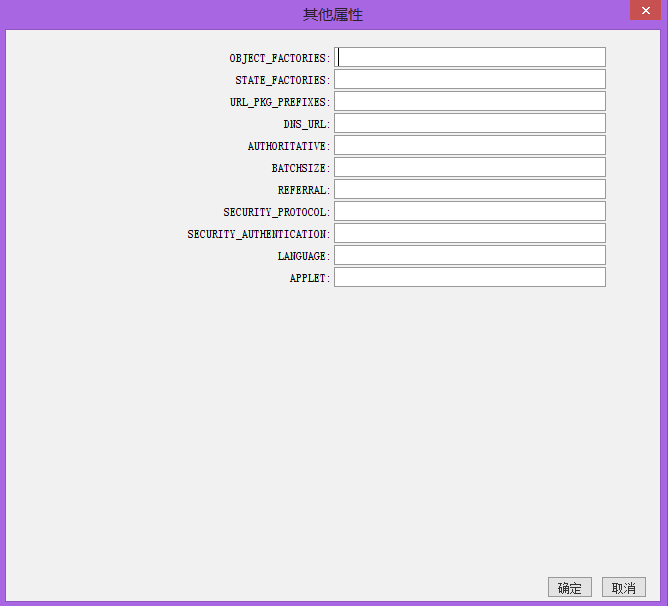 其他属性
OBJECT_FACTORIES:
STATE_FACTORIES:
URL_PKG_PREFIXES:
DNS_URL:
AUTHORITATIVE:
BATCHSIZE:
REFERRAL:
SECURITY_PROTOCOL:
SECURITY_AUTHENTICATION:
LANGUAGE:
APPLET:
确定 取消